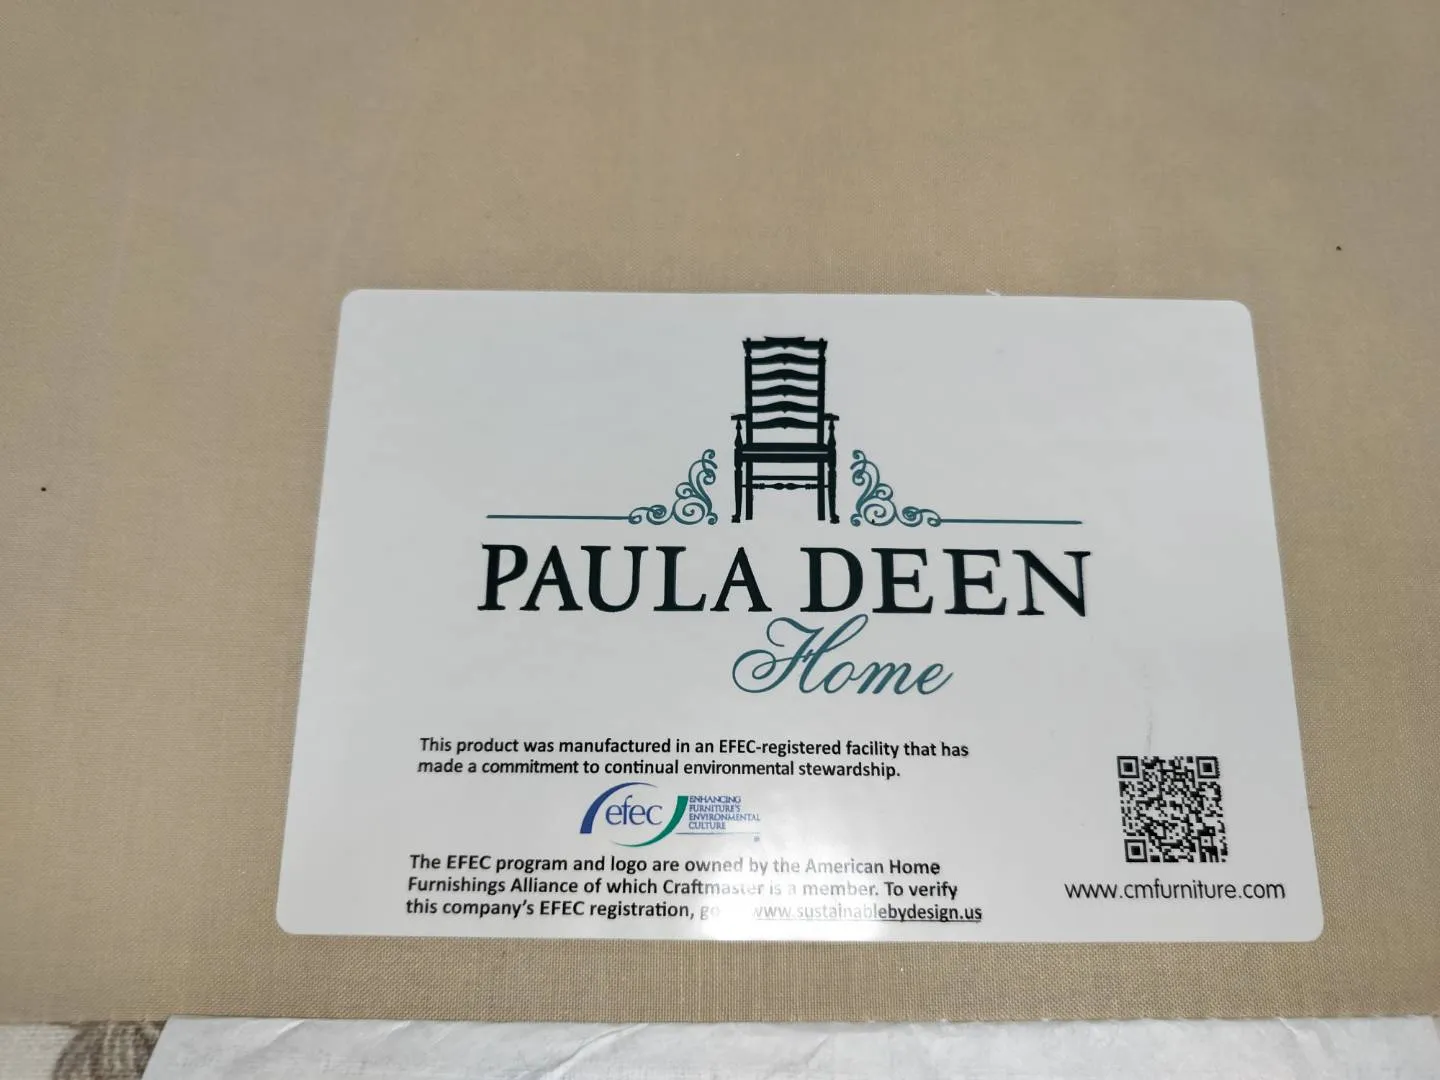 PAULA DEEN
Home
This product was manufactured in an EFEC-registered facility that has
made a commitment to continual environmental stewardship.
efec
ENHANCING
FURNITURE'S
ENVIRONMENTAL
CULTURE
The EFEC program and logo are owned by the American Home
Furnishings Alliance of which Craftmaster is a member. To verify
this company's EFEC registration, go www.sustainablebydesign.us
www.cmfurniture.com